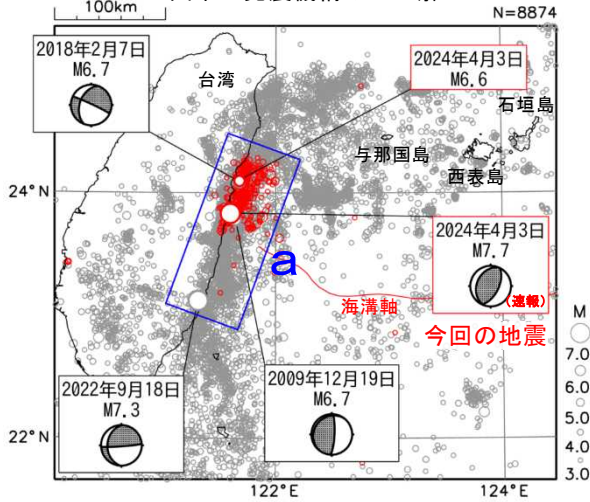 100km
N=8874
2018年2月7日
M6.7
台湾
2024年4月3日
M6.6
石垣島
与那国島
西表島
24°N
2024年4月3日
M7.7
(速報)
a
海溝軸
今回の地震
M
7.0
6.0
5.0
4.0
3.0
2022年9月18日
M7.3
2009年12月19日
M6.7
22°N
122°E
124°E